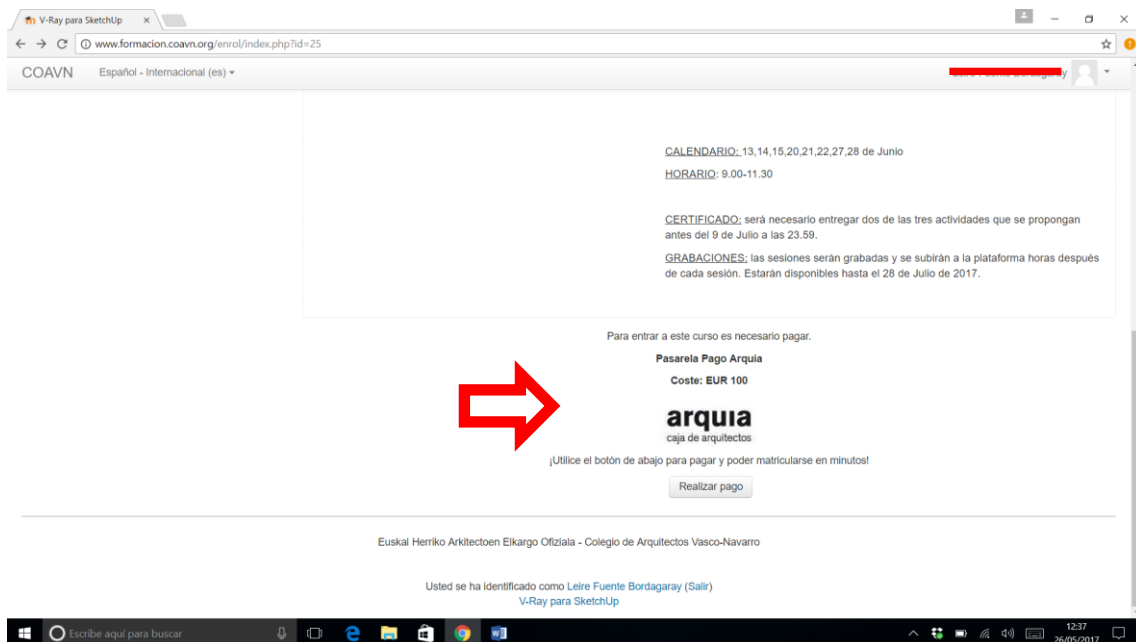 V-Ray para SketchUp
www.formacion.coavn.org/enrol/index.php?id=25
COAVN Español - Internacional (es)
CALENDARIO: 13,14,15,20,21,22,27,28 de Junio
HORARIO: 9.00-11.30
CERTIFICADO: será necesario entregar dos de las tres actividades que se propongan
antes del 9 de Julio a las 23.59.
GRABACIONES: las sesiones serán grabadas y se subirán a la plataforma horas después
de cada sesión. Estarán disponibles hasta el 28 de Julio de 2017.
Para entrar a este curso es necesario pagar.
Pasarela Pago Arquia
Coste: EUR 100
arquia
caja de arquitectos
¡Utilice el botón de abajo para pagar y poder matricularse en minutos!
Realizar pago
Euskal Herriko Arkitektoen Elkargo Ofiziala - Colegio de Arquitectos Vasco-Navarro
Usted se ha identificado como Leire Fuente Bordagaray (Salir)
V-Ray para SketchUp
Escribe aquí para buscar
12:37
26/05/2017